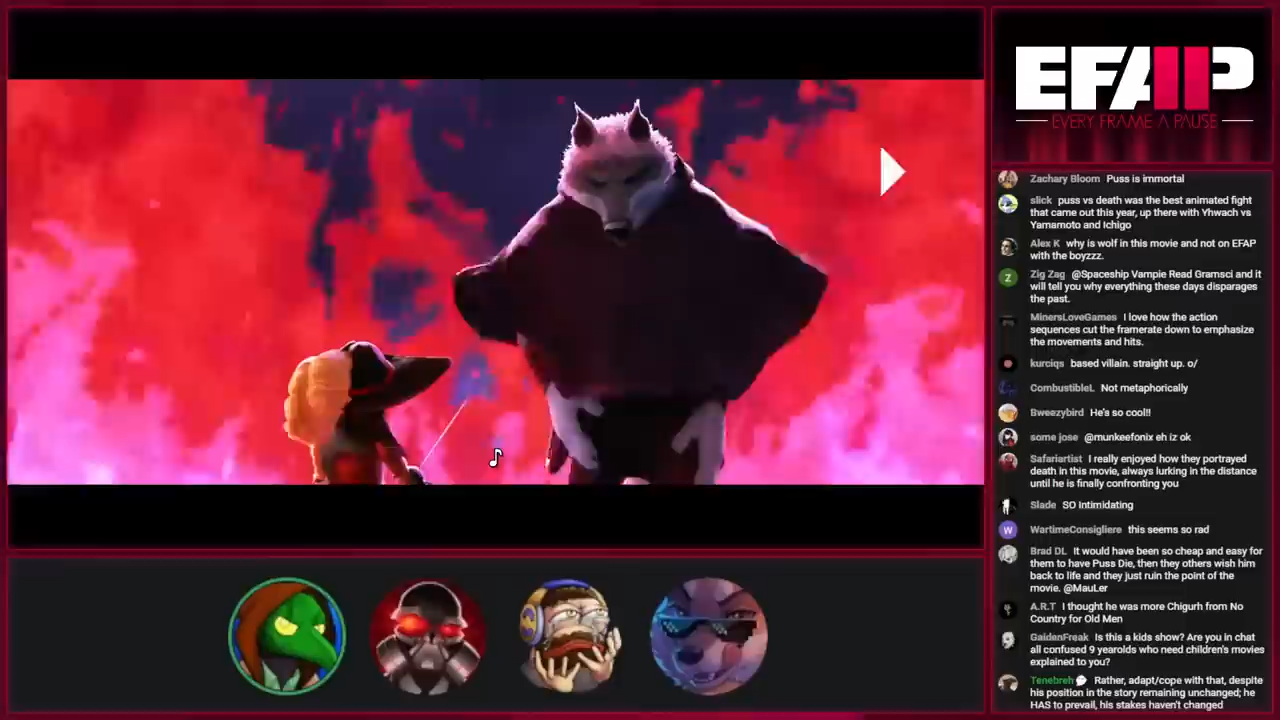 EFAP
EVERY FRAME A PAUSE
Zachary Bloom Puss is immortal
slick puss vs death was the best animated fight
that came out this year, up there with Yhwach vs
Yamamoto and Ichigo
Alex K why is wolf in this movie and not on EFAP
with the boyzzz.
Z
Zig Zag @Spaceship Vampie Read Gramsci and it
will tell you why everything these days disparages
the past.
MinersLoveGames I love how the action
sequences cut the framerate down to emphasize
the movements and hits.
kurciqs based villain. straight up. o/
CombustibleL Not metaphorically
Bweezybird He's so cool!!
some jose @munkeefonix eh iz ok
Safariartist I really enjoyed how they portrayed
death in this movie, always lurking in the distance
until he is finally confronting you
Slade SO Intimidating
W
WartimeConsigliere this seems so rad
Brad DL It would have been so cheap and easy for
them to have Puss Die, then they others wish him
back to life and they just ruin the point of the
movie. @MauLer
A.R.T I thought he was more Chigurh from No
Country for Old Men
GaidenFreak Is this a kids show? Are you in chat
all confused 9 yearolds who need children's movies
explained to you?
Tenebreh Rather, adapt/cope with that, despite
his position in the story remaining unchanged; he
HAS to prevail, his stakes haven't changed